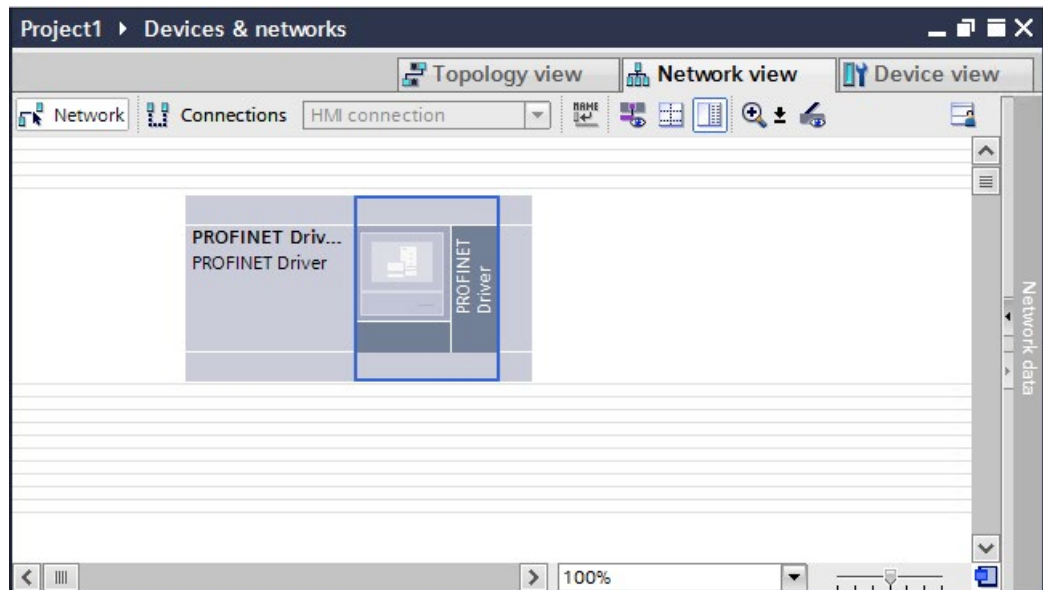 Project1 ▸ Devices & networks
Topology view Network view Device view
Network Connections HMI connection
NAME
PROFINET Driv...
PROFINET Driver
PROFINET
Driver
Network data
100%